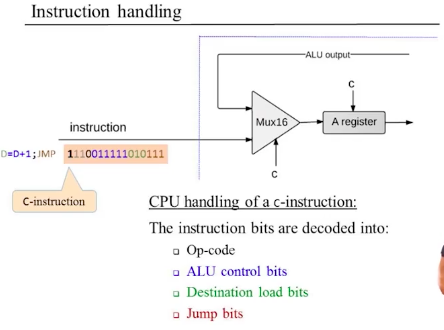 Instruction handling
ALU output
C
instruction
Mux16
A register
D=D+1;JMP 1110011111010111
C
C-instruction
CPU handling of a c-instruction:
The instruction bits are decoded into:
Op-code
ALU control bits
Destination load bits
Jump bits